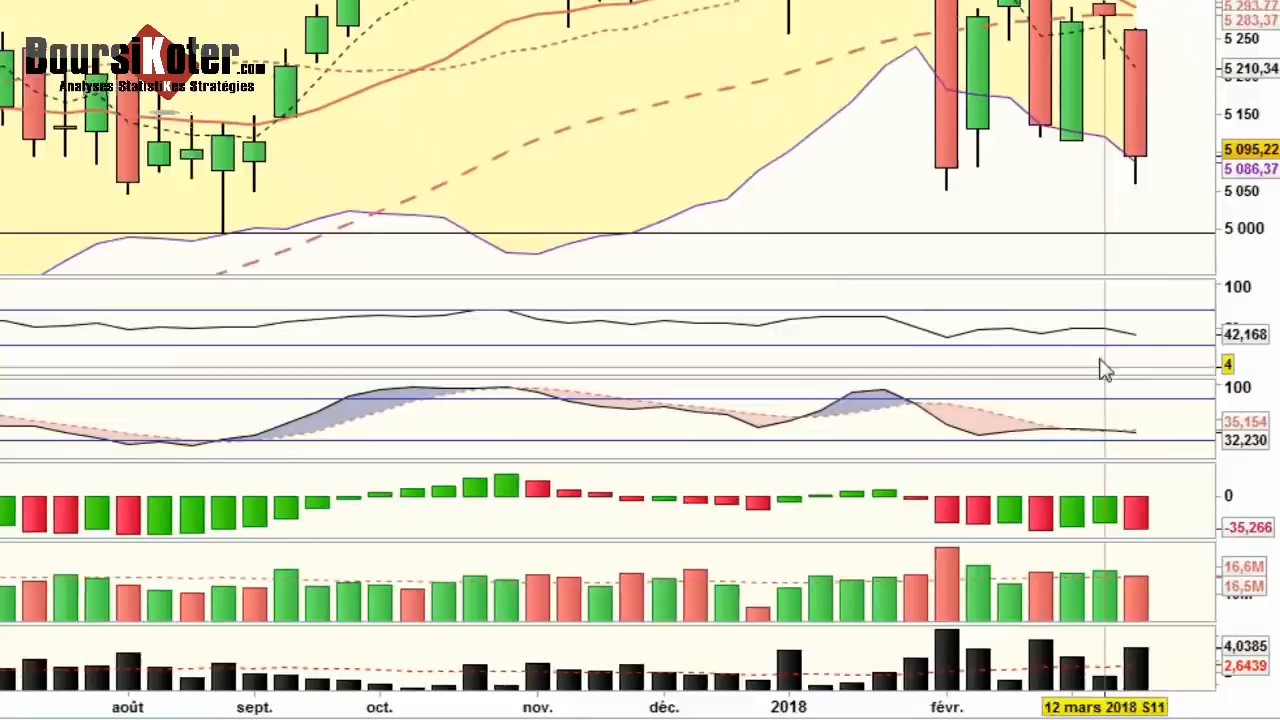 BoursiKoter.com
Analyses StatistiKes Stratégies
5 293,77
5 283,37
5 250
5 210,34
5 150
5 095,22
5 086,37
5 050
5 000
100
42,168
4
100
35,154
32,230
0
-35,266
16,6M
16,5M
4,0385
2,6439
août
sept.
oct.
nov.
déc.
2018
févr.
12 mars 2018 S11